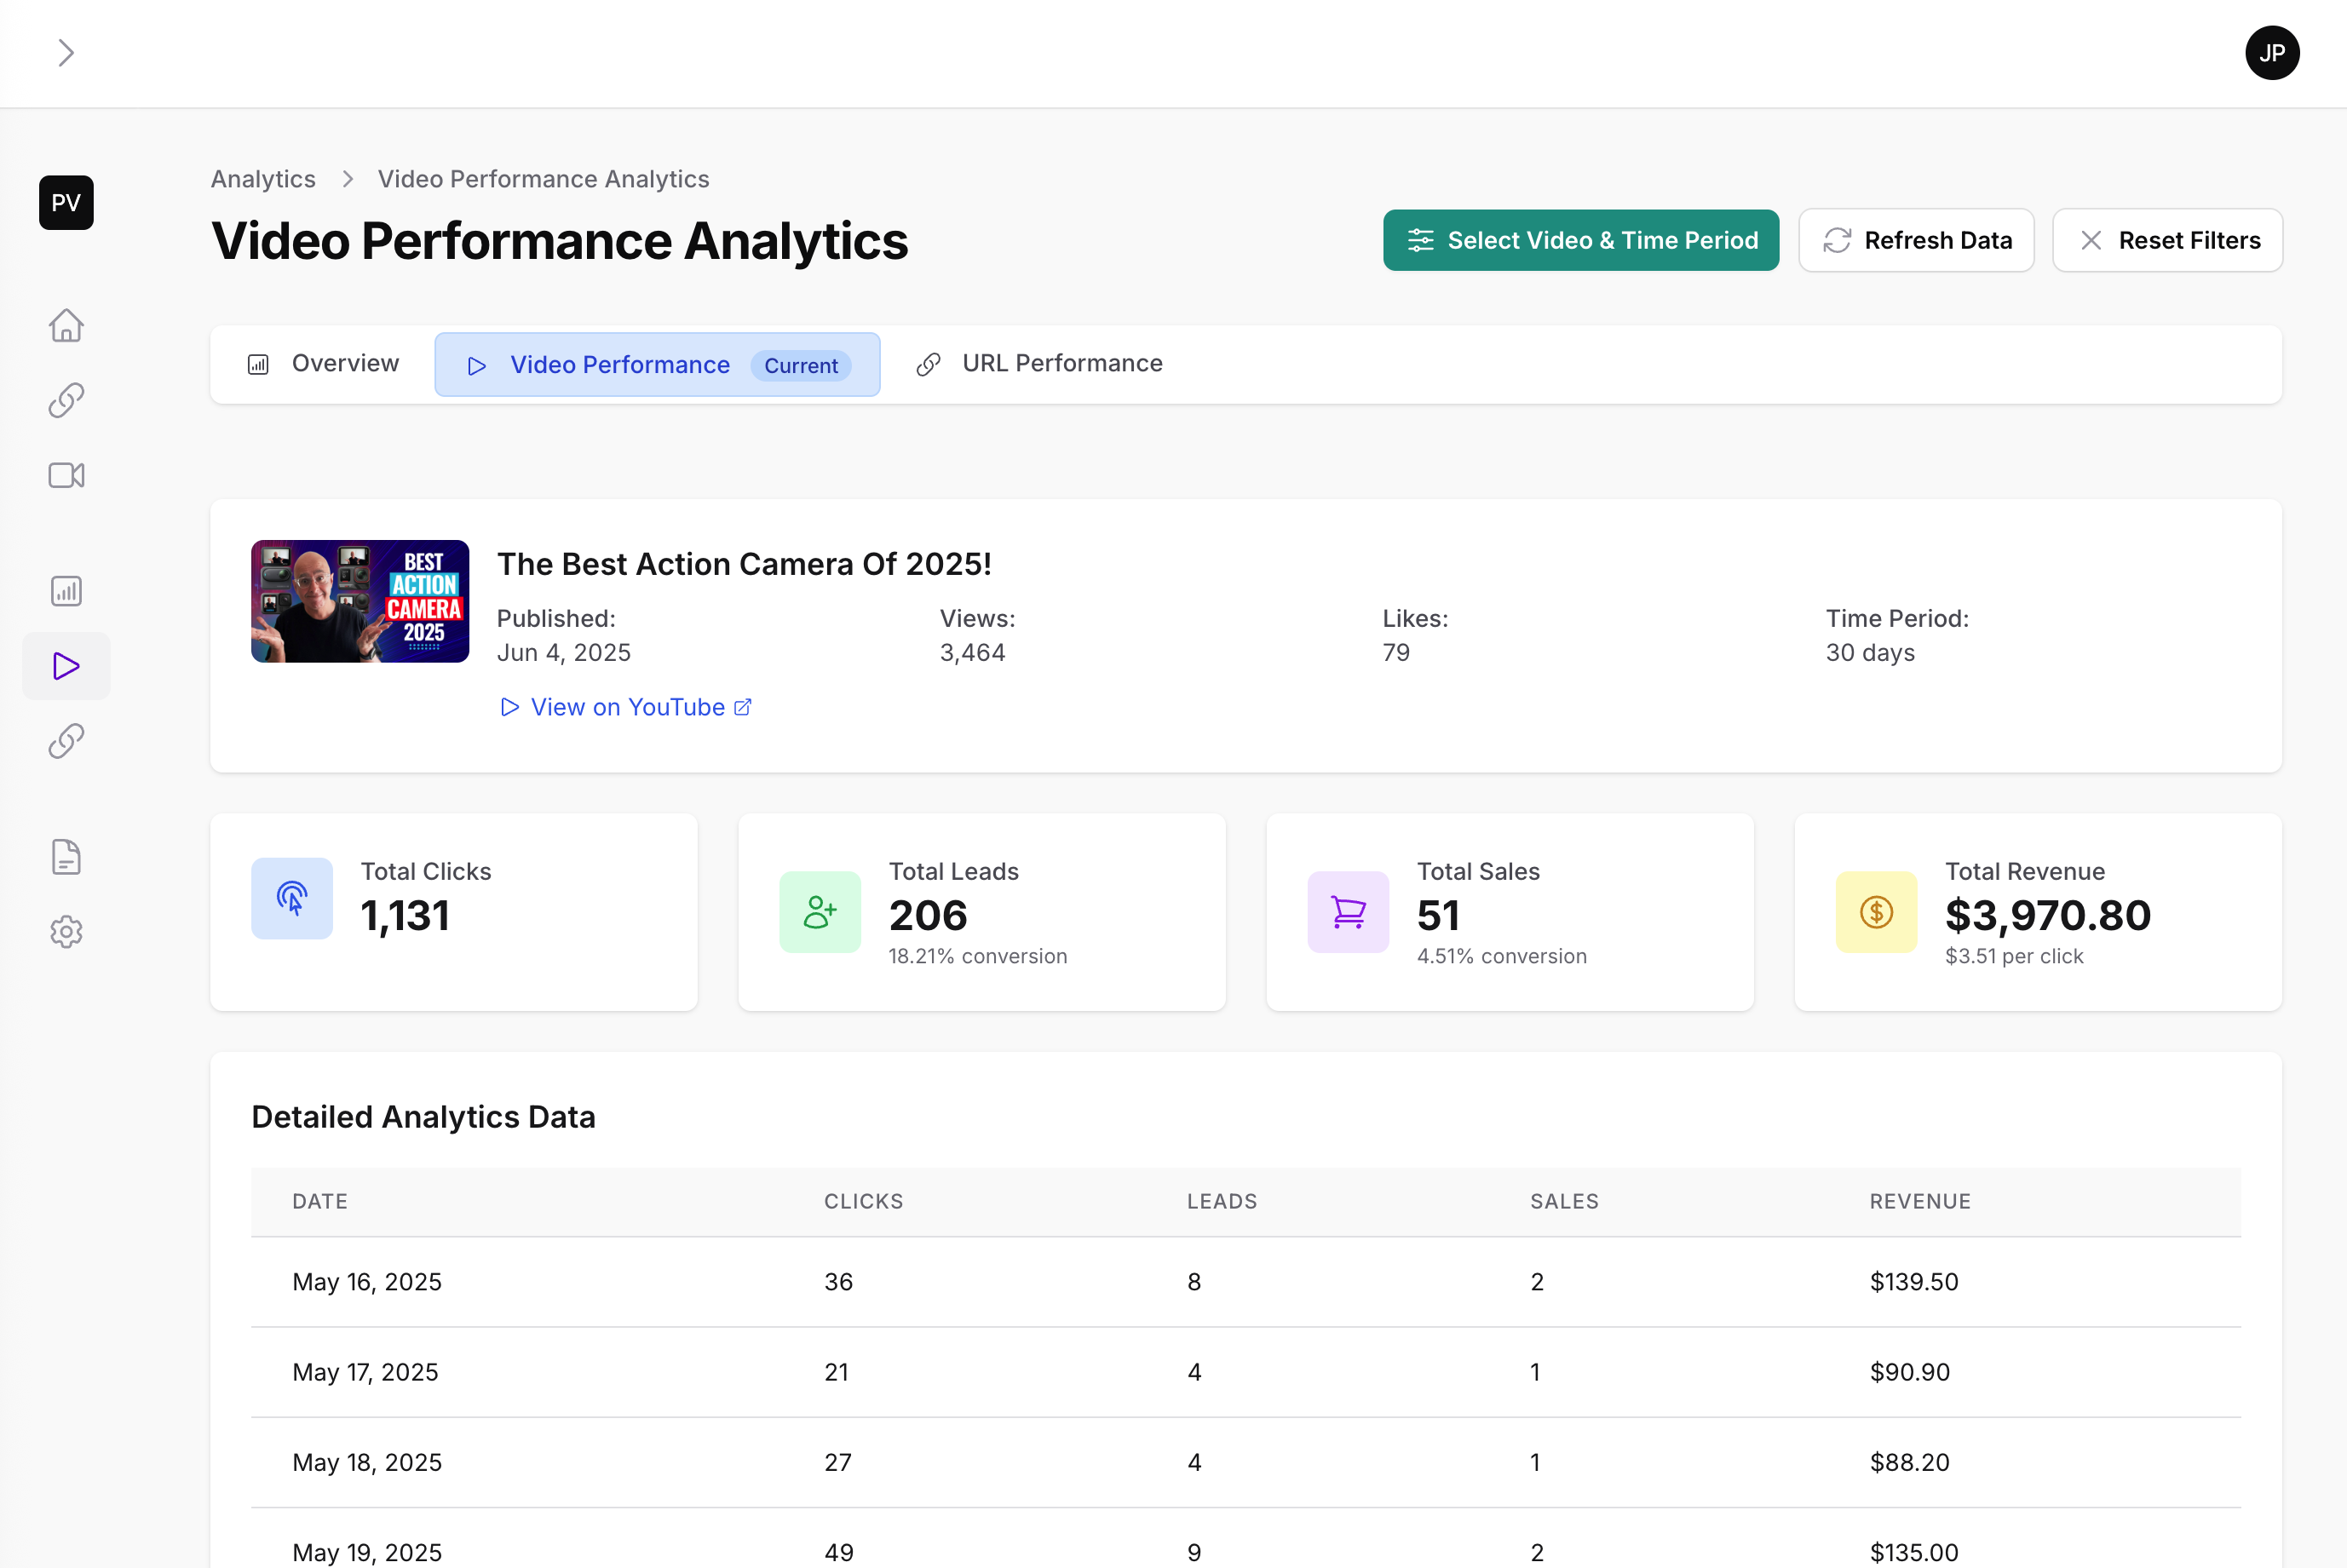 JP
PV
Analytics > Video Performance Analytics
Video Performance Analytics
Select Video & Time Period
Refresh Data
Reset Filters
Overview
Video Performance Current
URL Performance
BEST
ACTION
CAMERA
2025
The Best Action Camera Of 2025!
Published: Views: Likes: Time Period:
Jun 4, 2025 3,464 79 30 days
View on YouTube
Total Clicks
1,131
Total Leads
206
18.21% conversion
Total Sales
51
4.51% conversion
Total Revenue
$3,970.80
$3.51 per click
Detailed Analytics Data
DATE CLICKS LEADS SALES REVENUE
May 16, 2025 36 8 2 $139.50
May 17, 2025 21 4 1 $90.90
May 18, 2025 27 4 1 $88.20
May 19, 2025 49 9 2 $135.00